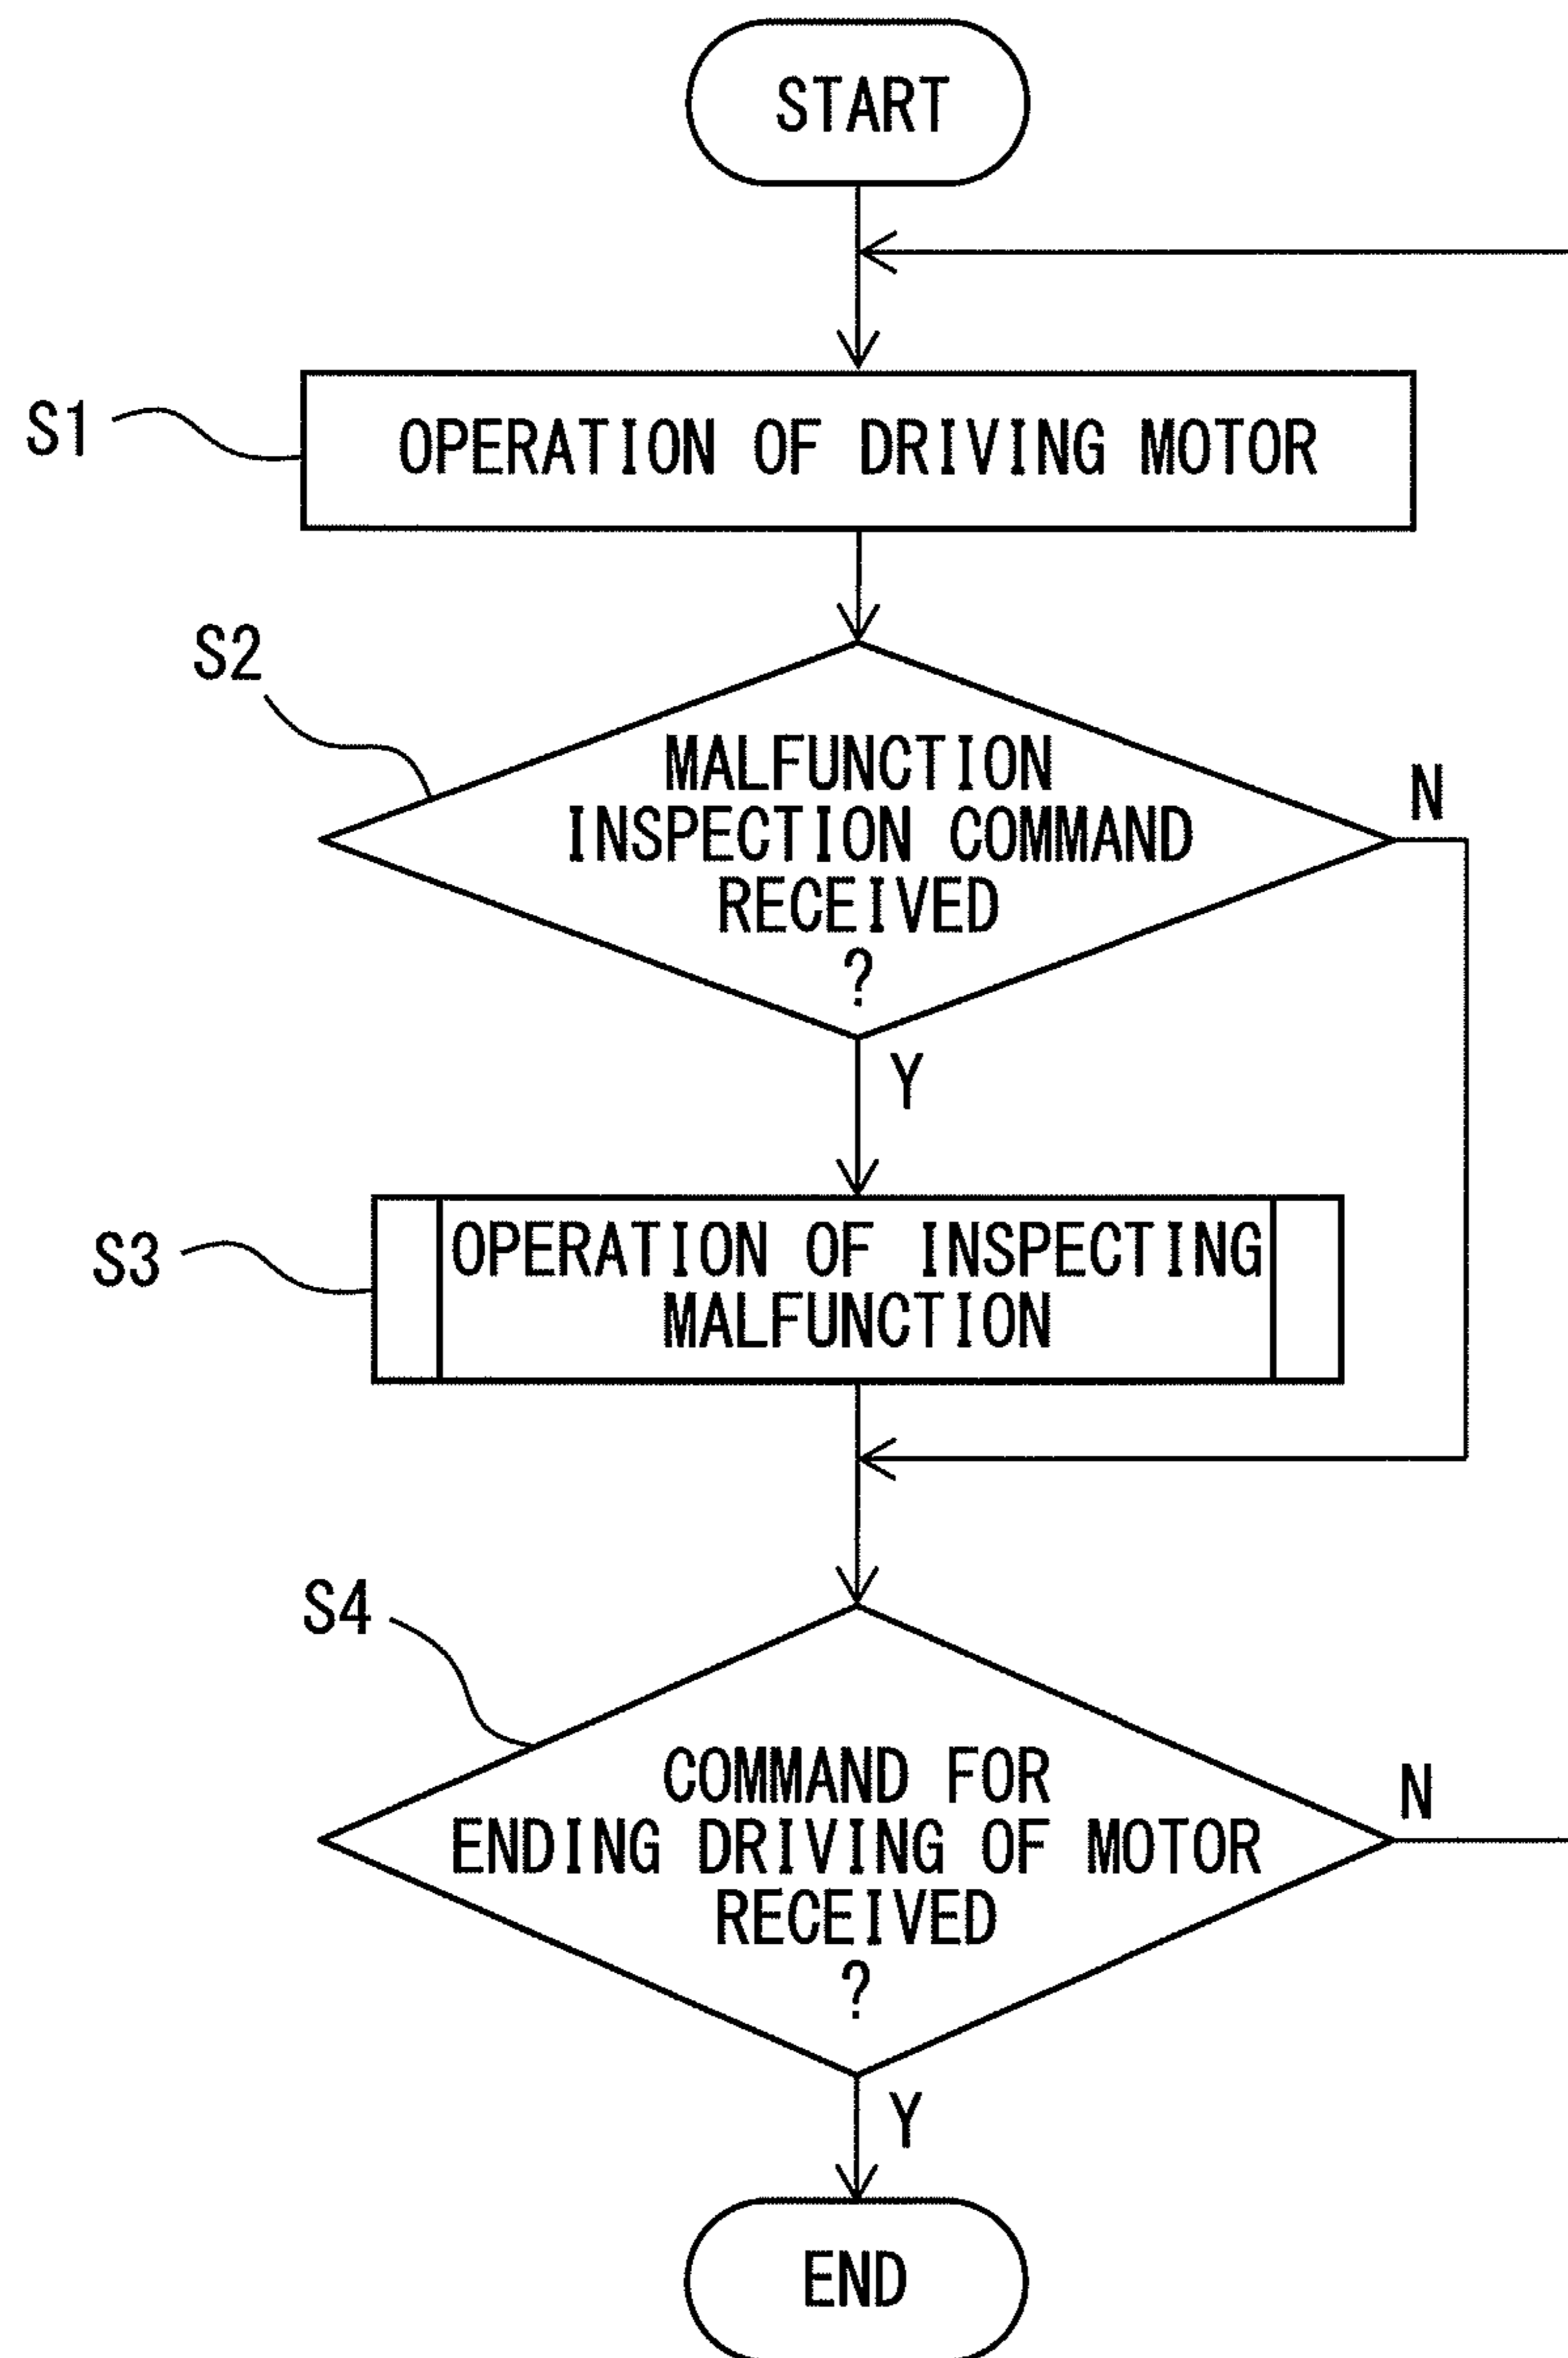 START
S1
OPERATION OF DRIVING MOTOR
S2
MALFUNCTION
INSPECTION COMMAND
RECEIVED
?
N
Y
S3
OPERATION OF INSPECTING
MALFUNCTION
S4
COMMAND FOR
ENDING DRIVING OF MOTOR
RECEIVED
?
N
Y
END